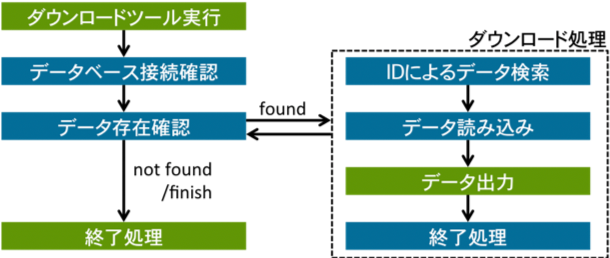 ダウンロードツール実行
データベース接続確認
データ存在確認
found
not found
/finish
終了処理
ダウンロード処理
IDによるデータ検索
データ読み込み
データ出力
終了処理